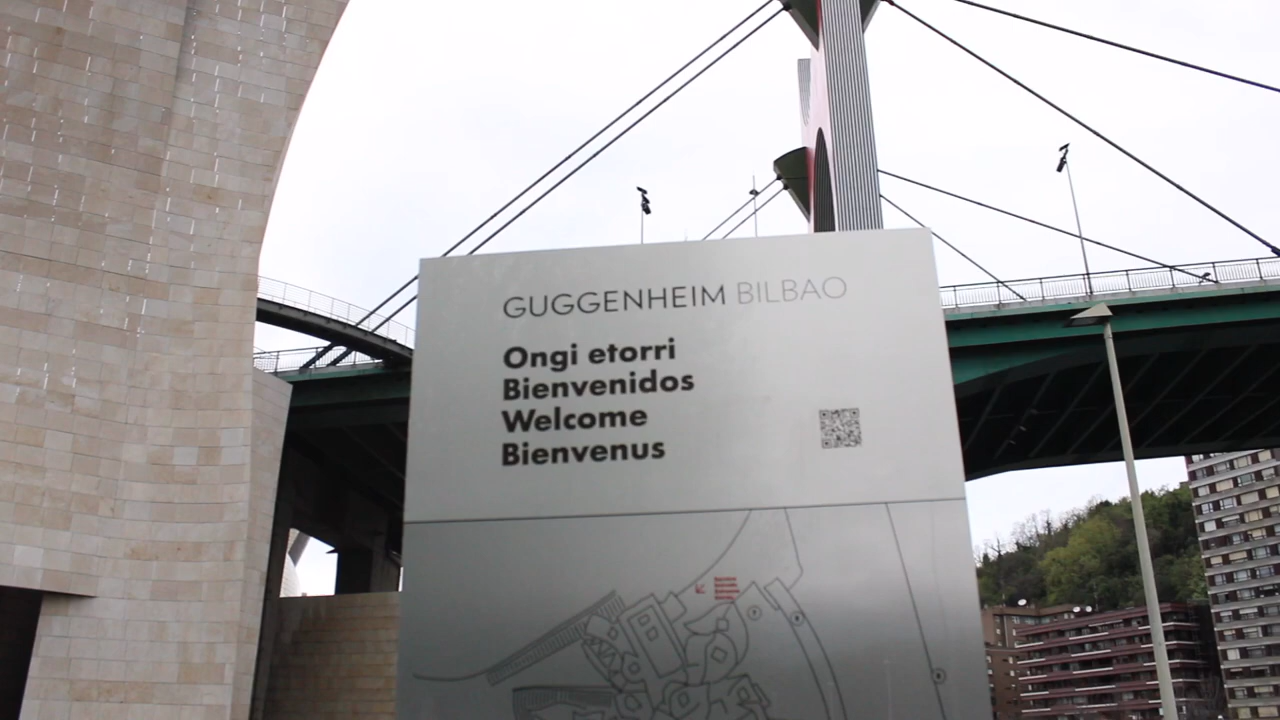 GUGGENHEIM BILBAO
Ongi etorri
Bienvenidos
Welcome
Bienvenus